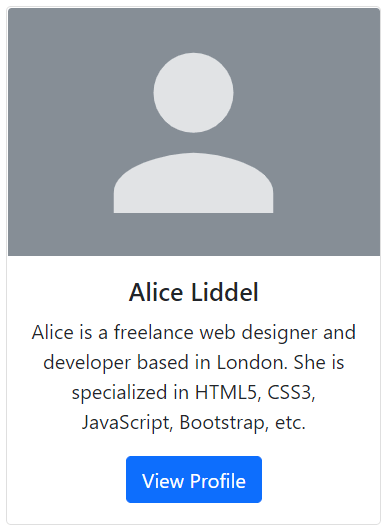 Alice Liddel
Alice is a freelance web designer and
developer based in London. She is
specialized in HTML5, CSS3,
JavaScript, Bootstrap, etc.
View Profile